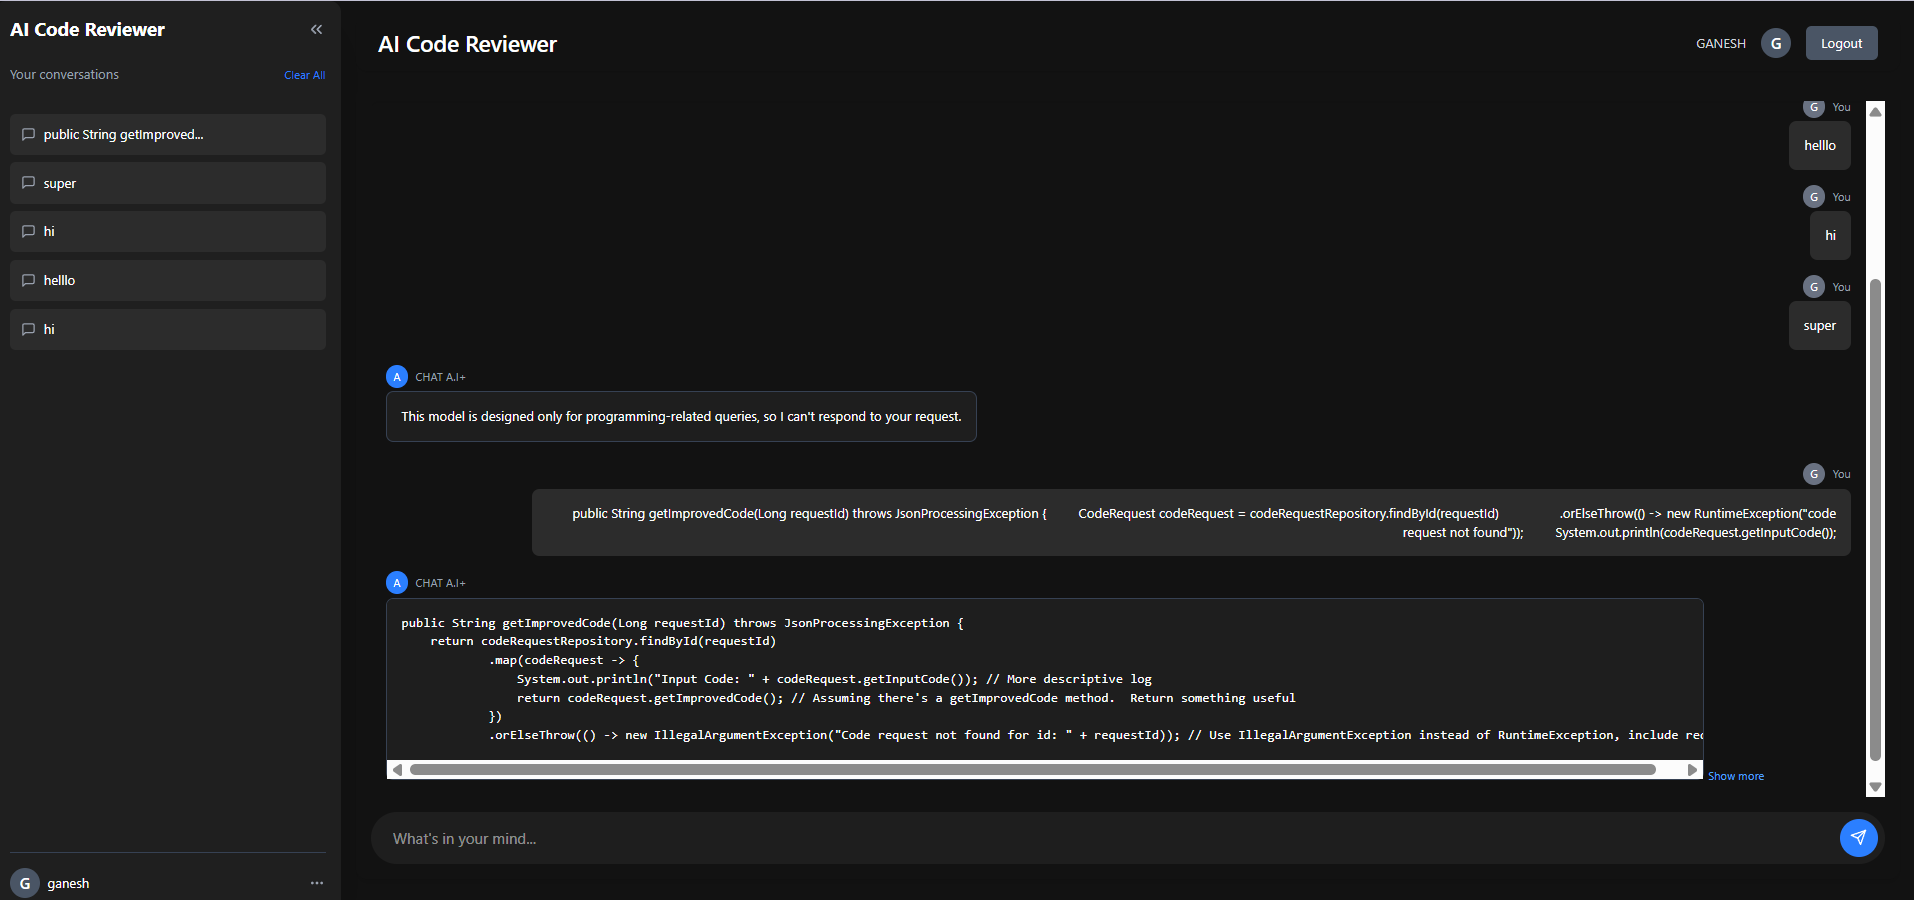 AI Code Reviewer
Your conversations
Clear All
public String getImproved...
super
hi
helllo
hi
G
ganesh
...
AI Code Reviewer
GANESH
G
Logout
G You
helllo
G You
hi
G You
super
A CHAT A.I+
This model is designed only for programming-related queries, so I can't respond to your request.
G You
public String getImprovedCode(Long requestId) throws JsonProcessingException { CodeRequest codeRequest = codeRequestRepository.findById(requestId) .orElseThrow(() -> new RuntimeException("code
request not found")); System.out.println(codeRequest.getInputCode());
A CHAT A.I+
public String getImprovedCode(Long requestId) throws JsonProcessingException {
    return codeRequestRepository.findById(requestId)
            .map(codeRequest -> {
                System.out.println("Input Code: " + codeRequest.getInputCode()); // More descriptive log
                return codeRequest.getImprovedCode(); // Assuming there's a getImprovedCode method.  Return something useful
            })
            .orElseThrow(() -> new IllegalArgumentException("Code request not found for id: " + requestId)); // Use IllegalArgumentException instead of RuntimeException, include
Show more
What's in your mind...